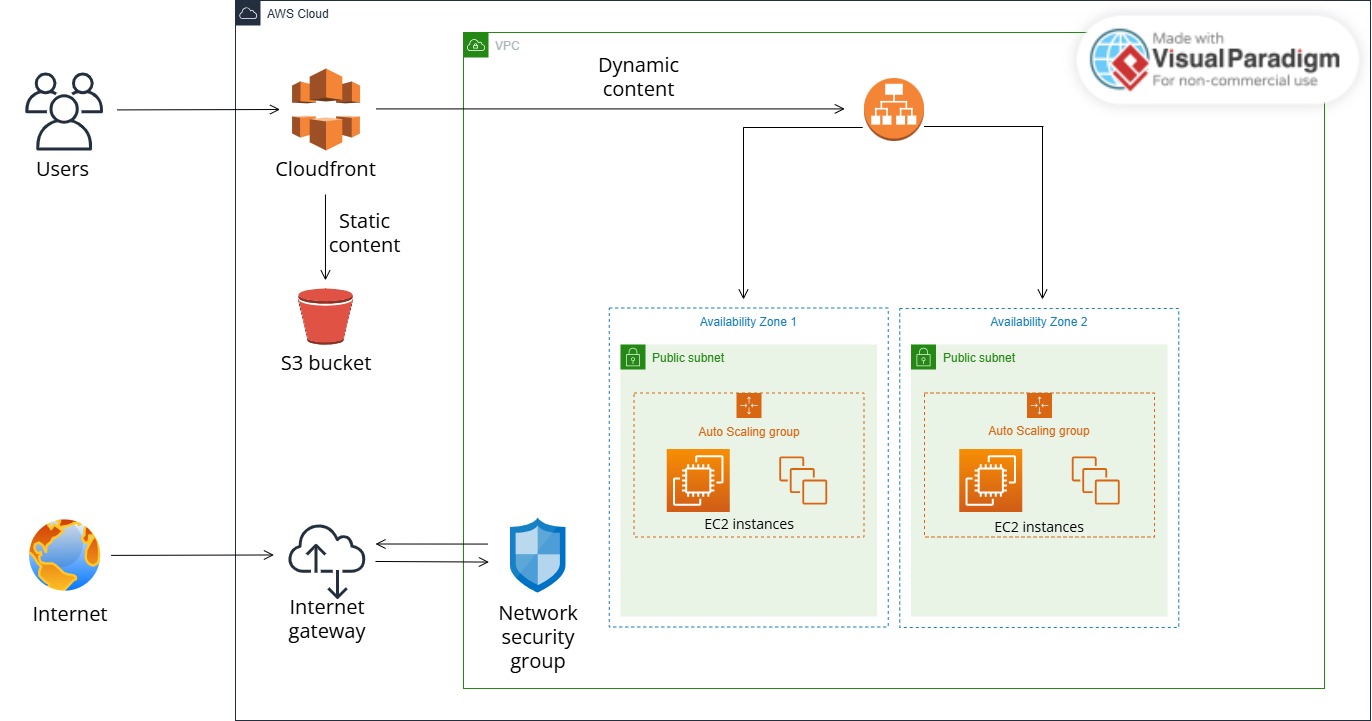 AWS Cloud
VPC
Made with
Visual Paradigm
For non-commercial use
Dynamic
content
Users
Cloudfront
Static
content
S3 bucket
Availability Zone 1
Availability Zone 2
Public subnet
Public subnet
Auto Scaling group
Auto Scaling group
EC2 instances
EC2 instances
Internet
Internet
gateway
Network
security
group